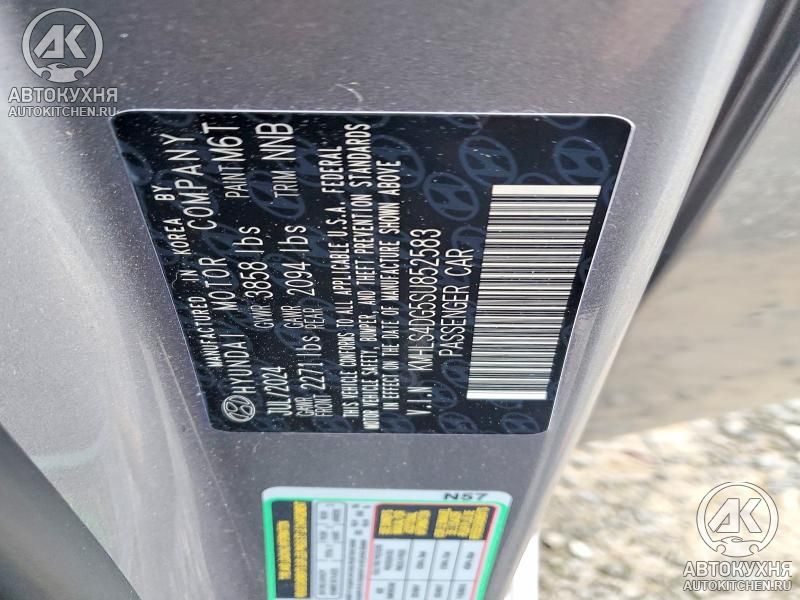 АВТОКУХНЯ
AUTOKITCHEN.RU
MANUFACTURED IN KOREA BY
HYUNDAI MOTOR COMPANY
JUL/2024 GVWR 3858 lbs PAINT M6T
GAWR FRONT 2271 lbs GAWR REAR 2094 lbs TRIM NNB
THIS VEHICLE CONFORMS TO ALL APPLICABLE U.S.A. FEDERAL
MOTOR VEHICLE SAFETY, BUMPER, AND THEFT PREVENTION STANDARDS
IN EFFECT ON THE DATE OF MANUFACTURE SHOWN ABOVE
V.I.N KMHLS4DG5SU852583
PASSENGER CAR
N57
АВТОКУХНЯ
AUTOKITCHEN.RU